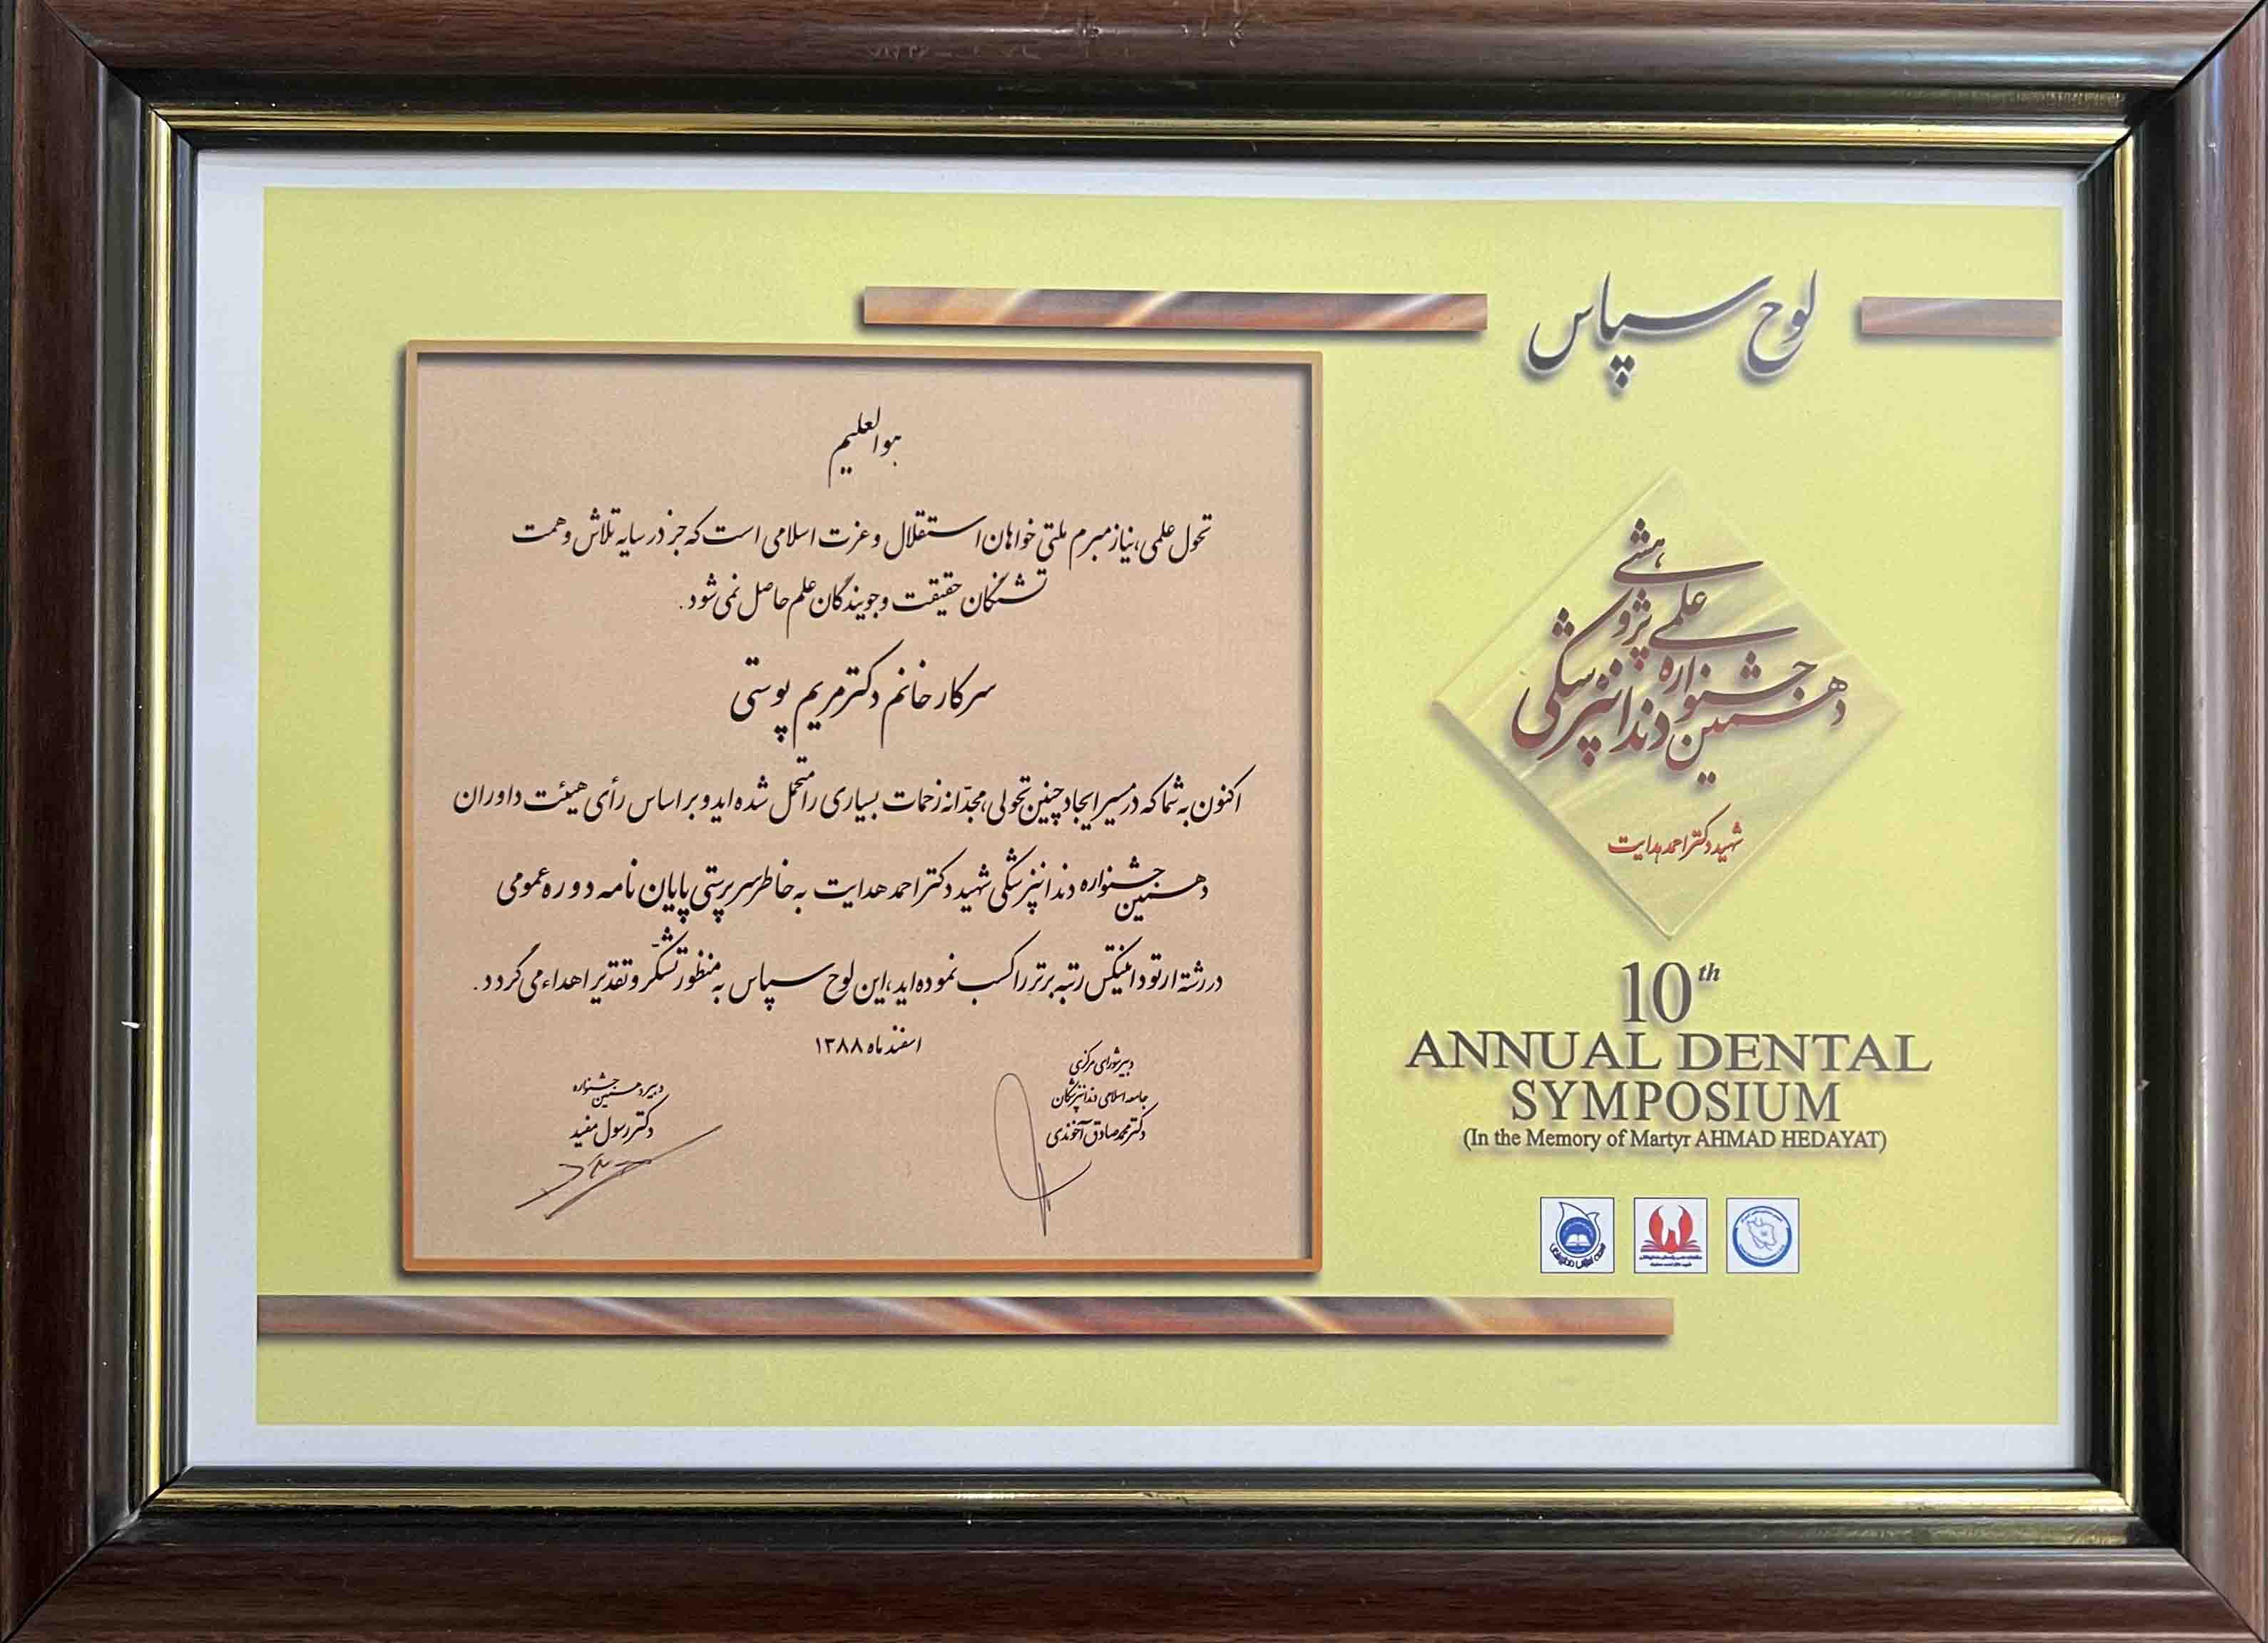 لوح سپاس
هوالعلیم
تحول علمی، نیاز مبرم ملتی خواهان استقلال و عزت اسلامی است که جز در سایه تلاش و همت
تشنگان حقیقت و جویندگان علم حاصل نمی شود.
سرکار خانم دکتر مریم پوستی
اکنون به شما که در مسیر ایجاد چنین تحولی، مجدّانه زحمات بسیاری را متحمل شده اید و بر اساس رأی هیئت داوران
دهمین جشنواره دندانپزشکی شهید دکتر احمد هدایت به خاطر سرپرستی پایان نامه دوره عمومی
در رشته ارتودانتیکس رتبه برتر را کسب نموده اید، این لوح سپاس به منظور تشکّر و تقدیر اهداء می گردد.
اسفند ماه ۱۳۸۸
دبیر شورای مرکزی
جامعه اسلامی دندانپزشکان
دکتر محمد صادق آخوندی
دبیر دهمین جشنواره
دکتر رسول مفید
دهمین جشنواره علمی پژوهشی دندانپزشکی
شهید دکتر احمد هدایت
10th
ANNUAL DENTAL
SYMPOSIUM
(In the Memory of Martyr AHMAD HEDAYAT)